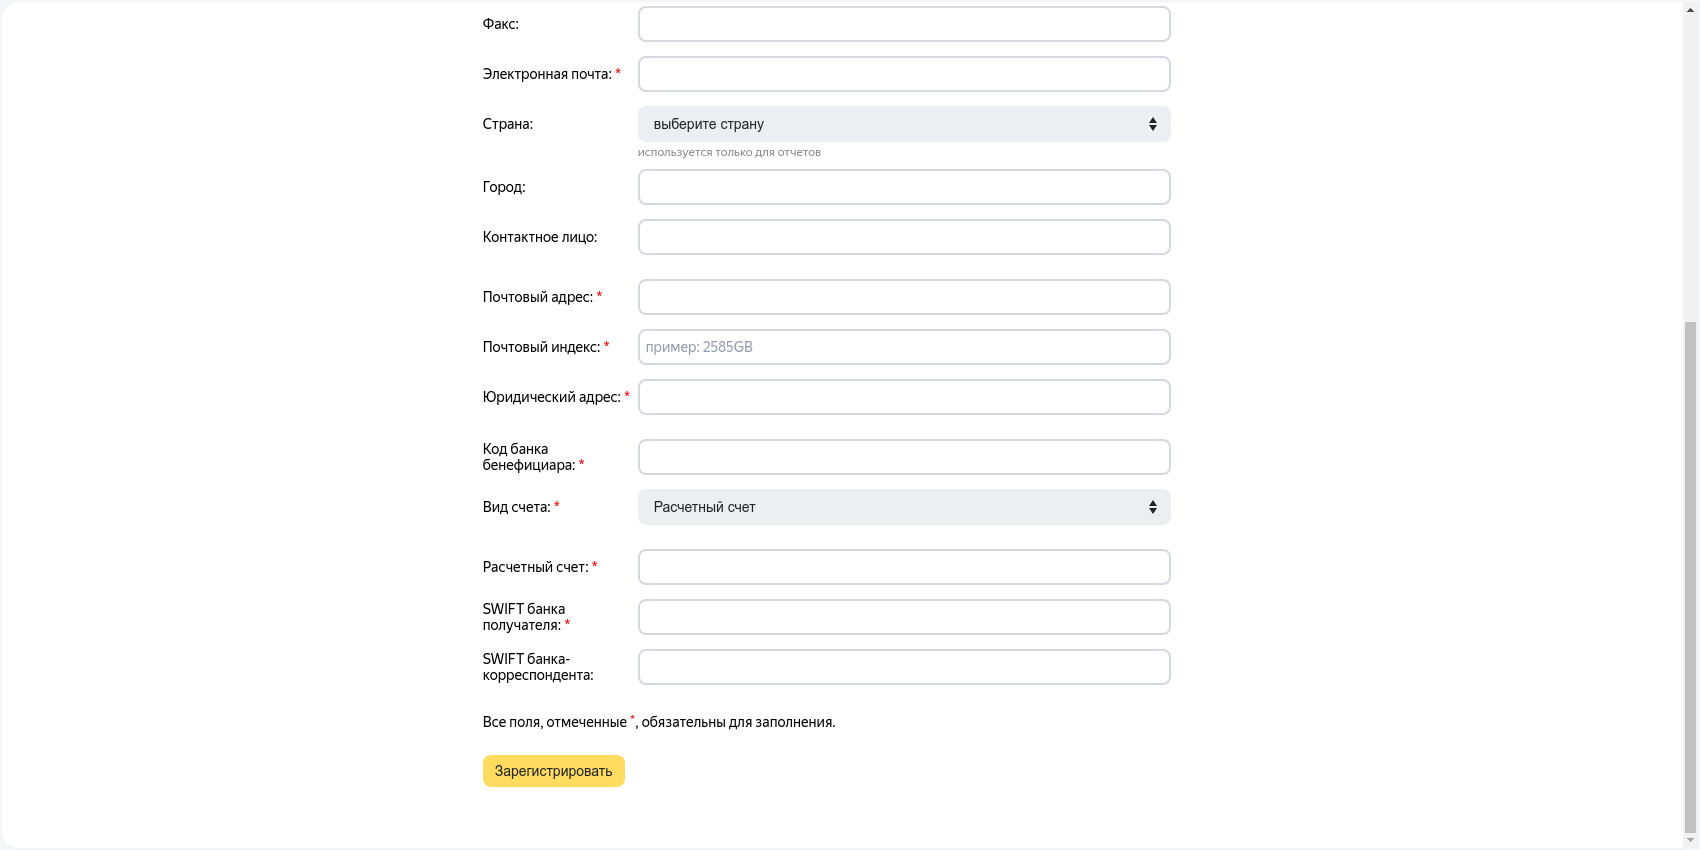 Факс:
Электронная почта: *
Страна:
выберите страну
используется только для отчетов
Город:
Контактное лицо:
Почтовый адрес: *
Почтовый индекс: *
пример: 2585GB
Юридический адрес: *
Код банка
бенефициара: *
Вид счета: *
Расчетный счет
Расчетный счет: *
SWIFT банка
получателя: *
SWIFT банка-
корреспондента:
Все поля, отмеченные *, обязательны для заполнения.
Зарегистрировать